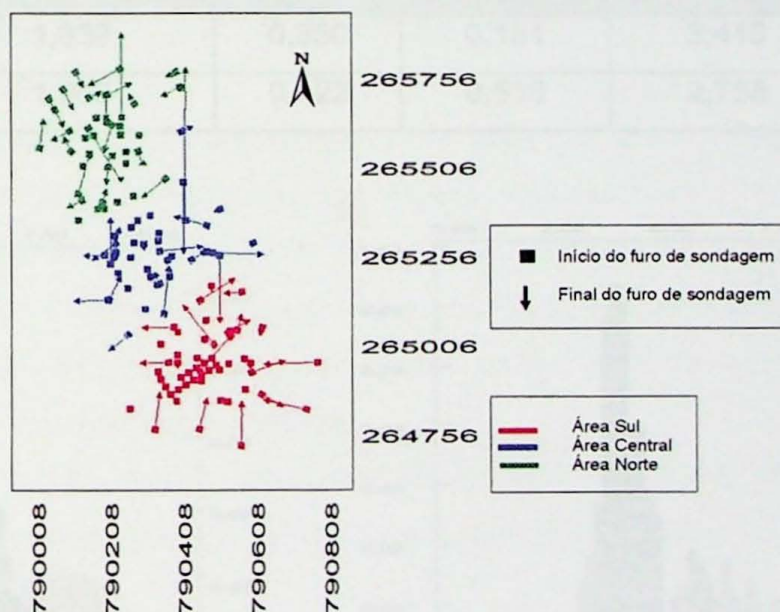 N
265756
265506
265256
265006
264756
790008
790208
790408
790608
790808
Início do furo de sondagem
Final do furo de sondagem
Área Sul
Área Central
Área Norte